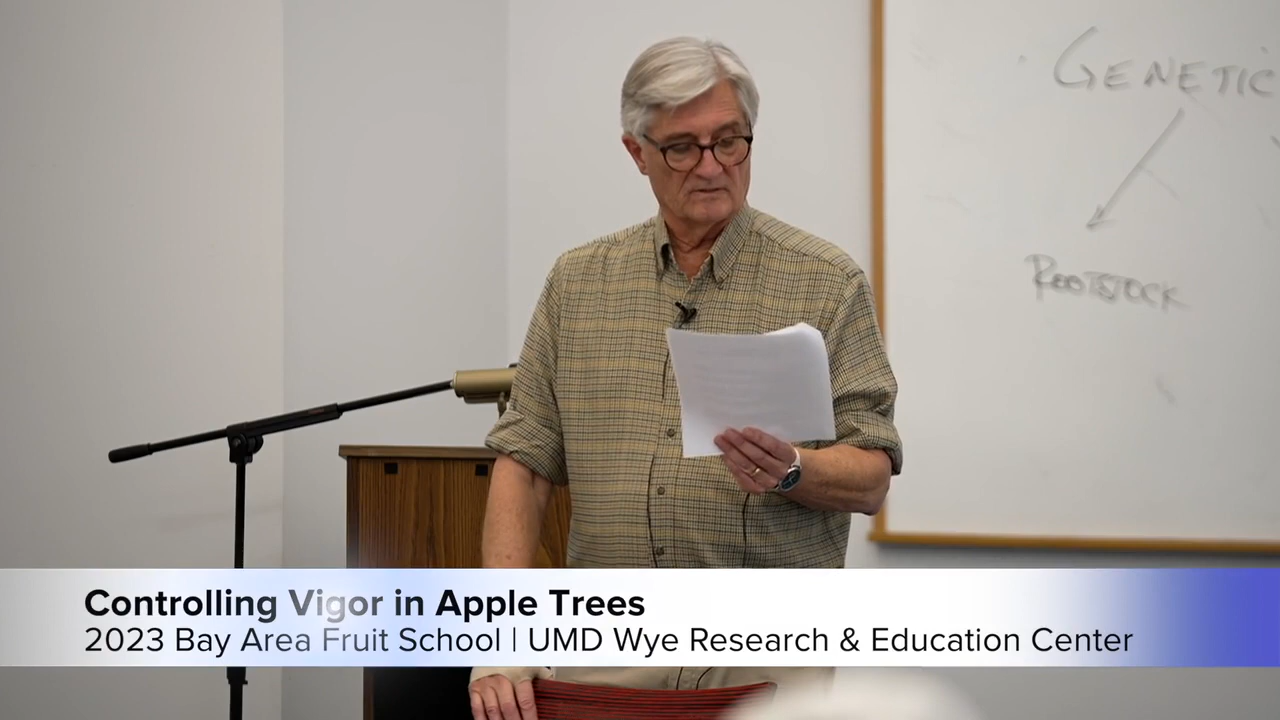 GENETIC
ROOTSTOCK
Controlling Vigor in Apple Trees
2023 Bay Area Fruit School | UMD Wye Research & Education Center